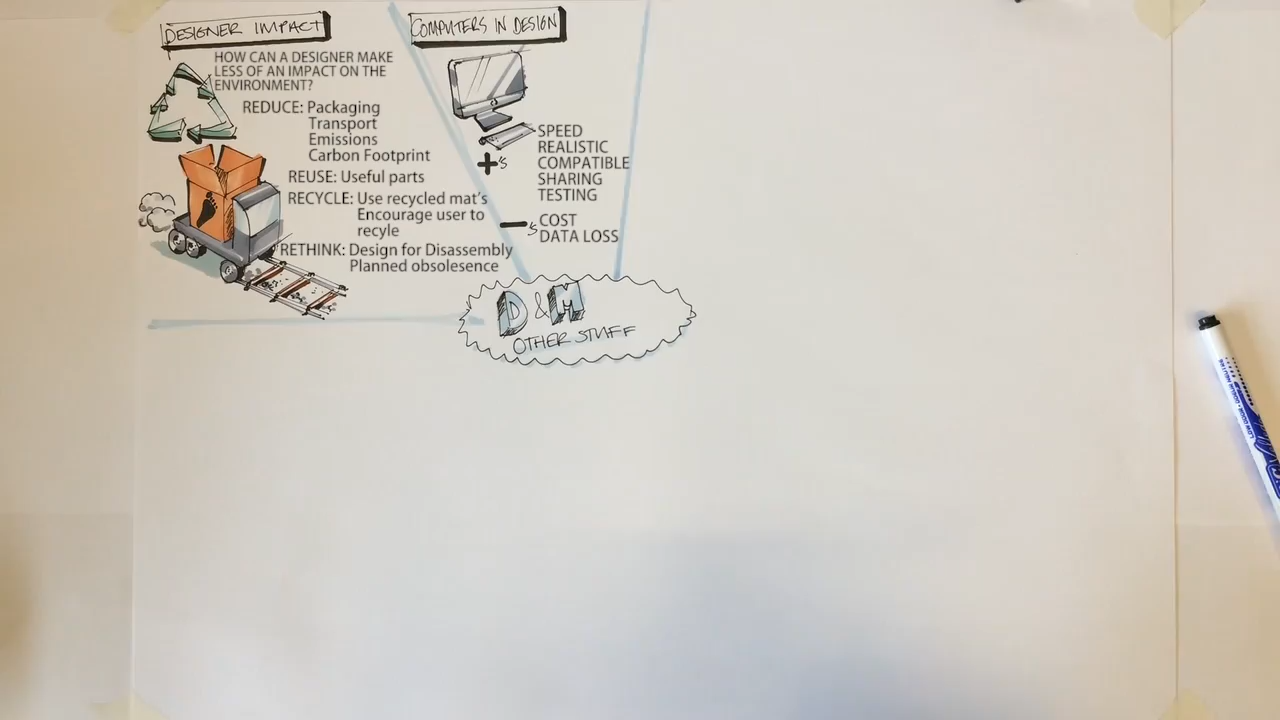 DESIGNER IMPACT
HOW CAN A DESIGNER MAKE
LESS OF AN IMPACT ON THE
ENVIRONMENT?
REDUCE: Packaging
Transport
Emissions
Carbon Footprint
REUSE: Useful parts
RECYCLE: Use recycled mat's
Encourage user to
recyle
RETHINK: Design for Disassembly
Planned obsolesence
COMPUTERS IN DESIGN
+'s
SPEED
REALISTIC
COMPATIBLE
SHARING
TESTING
–'s
COST
DATA LOSS
D & M
OTHER STUFF